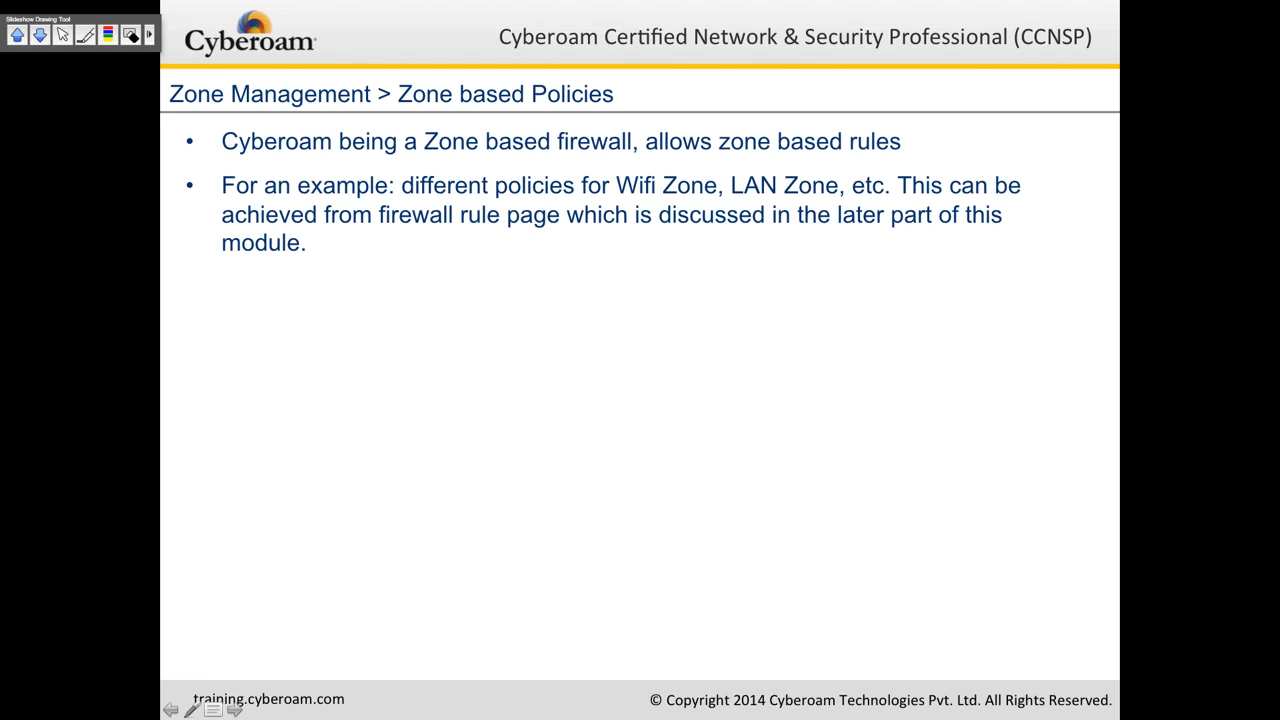 Slideshow Drawing Tool
Cyberoam
Cyberoam Certified Network & Security Professional (CCNSP)
Zone Management > Zone based Policies
• Cyberoam being a Zone based firewall, allows zone based rules
• For an example: different policies for Wifi Zone, LAN Zone, etc. This can be
achieved from firewall rule page which is discussed in the later part of this
module.
training.cyberoam.com
© Copyright 2014 Cyberoam Technologies Pvt. Ltd. All Rights Reserved.